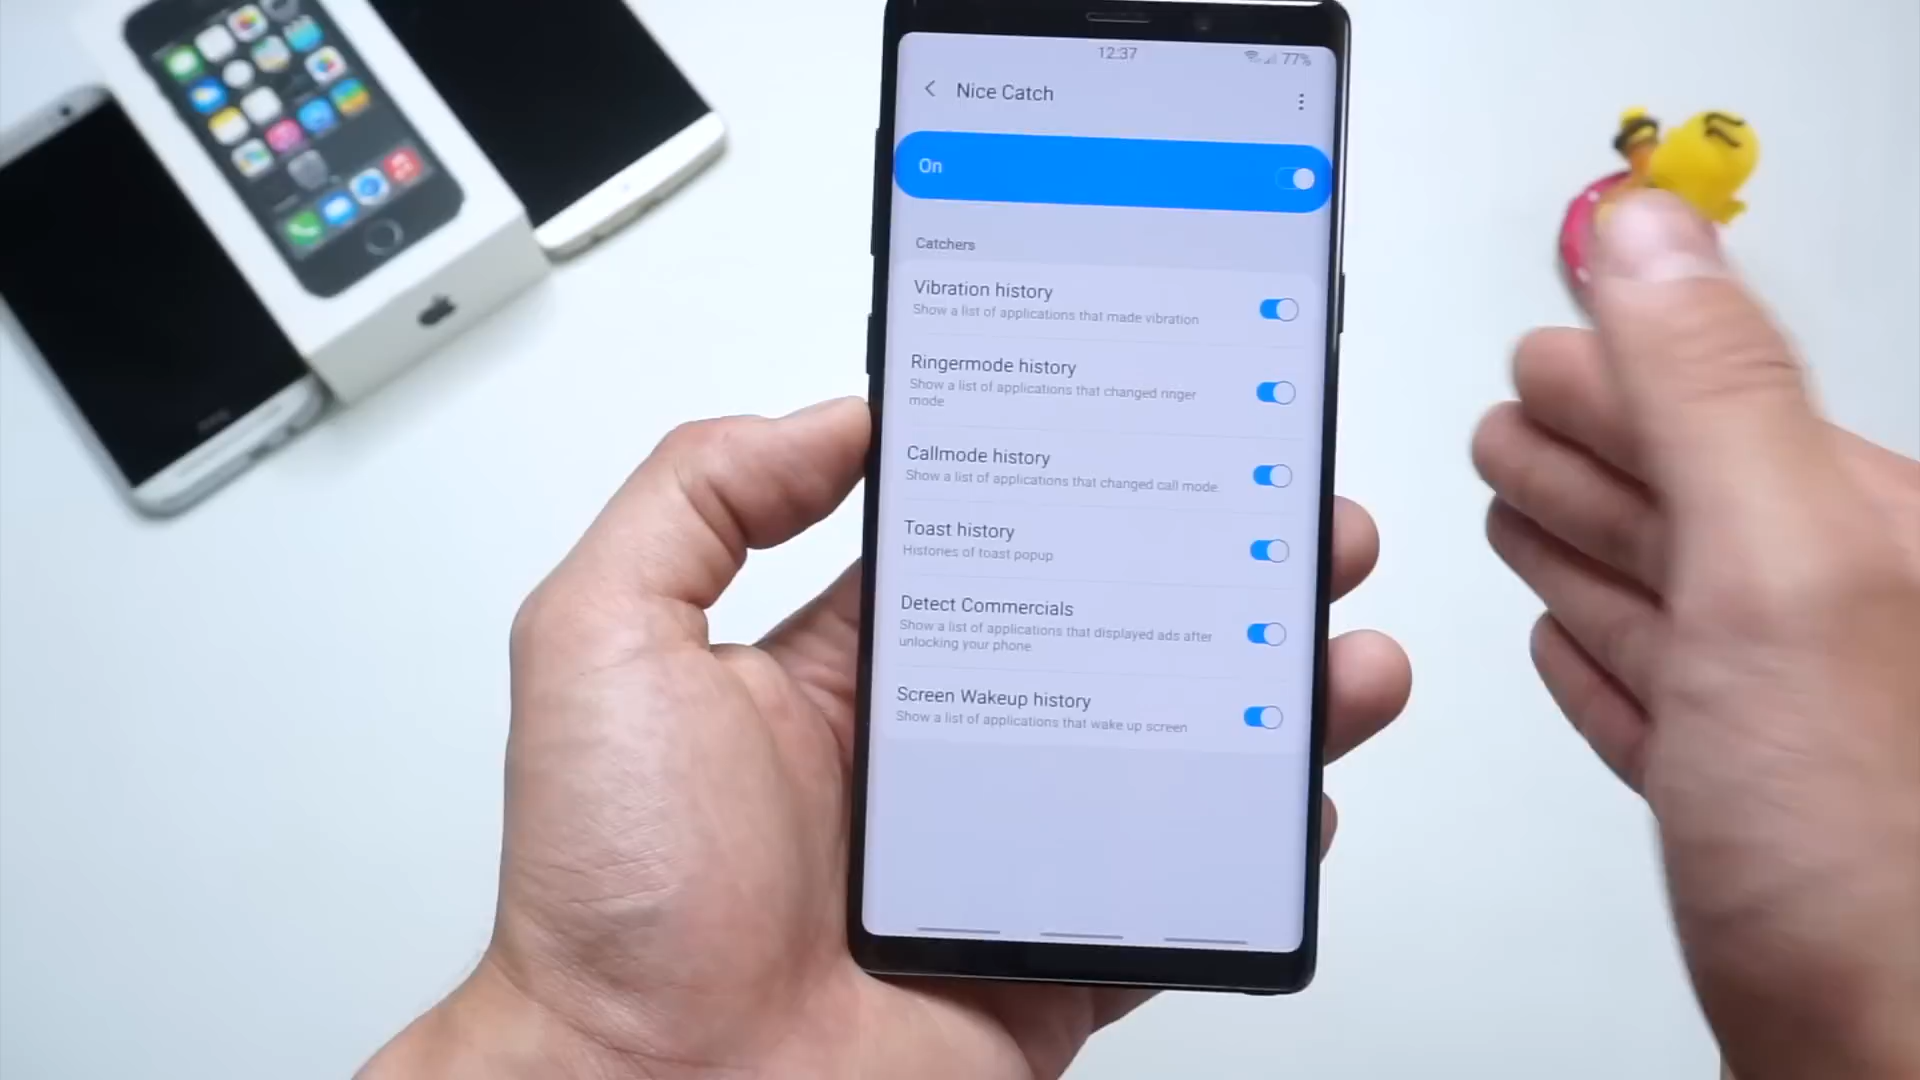 12:37
77%
Nice Catch
On
Catchers
Vibration history
Show a list of applications that made vibration
Ringermode history
Show a list of applications that changed ringer
mode
Callmode history
Show a list of applications that changed call mode.
Toast history
Histories of toast popup
Detect Commercials
Show a list of applications that displayed ads after
unlocking your phone
Screen Wakeup history
Show a list of applications that wake up screen